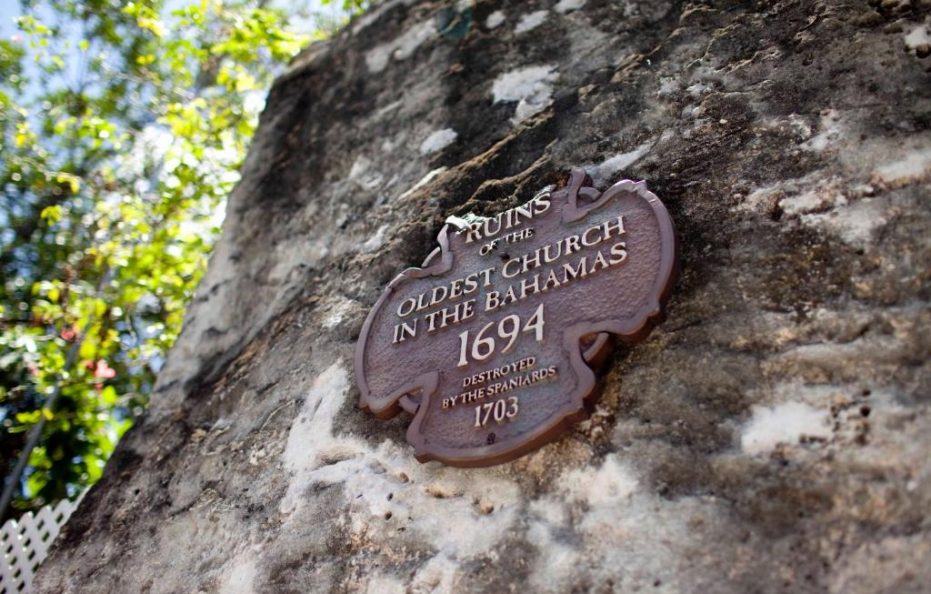 RUINS
OF THE
OLDEST CHURCH
IN THE BAHAMAS
1694
DESTROYED
BY THE SPANIARDS
1703